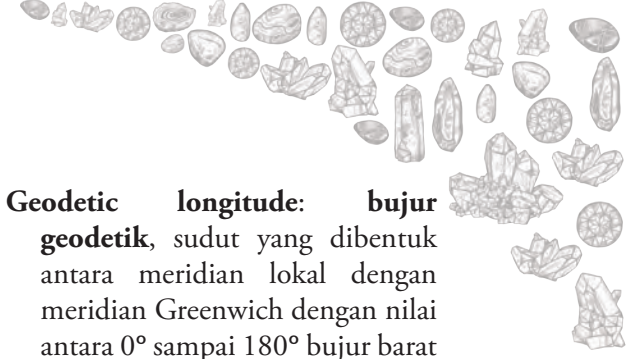 Geodetic longitude: bujur
geodetik, sudut yang dibentuk
antara meridian lokal dengan
meridian Greenwich dengan nilai
antara 0° sampai 180° bujur barat